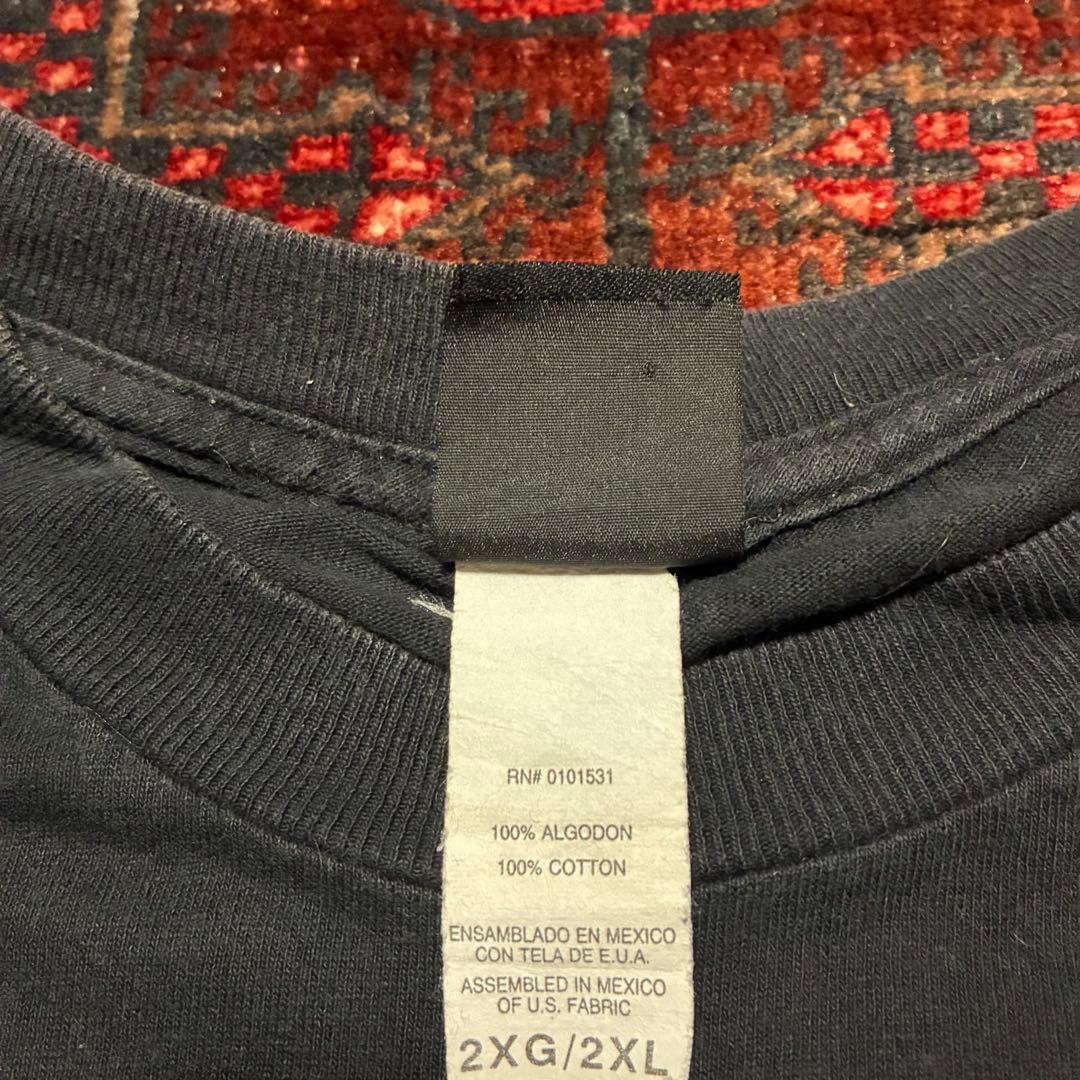 RN# 0101531
100% ALGODON
100% COTTON
ENSAMBLADO EN MEXICO
CON TELA DE E.U.A.
ASSEMBLED IN MEXICO
OF U.S. FABRIC
2XG/2XL